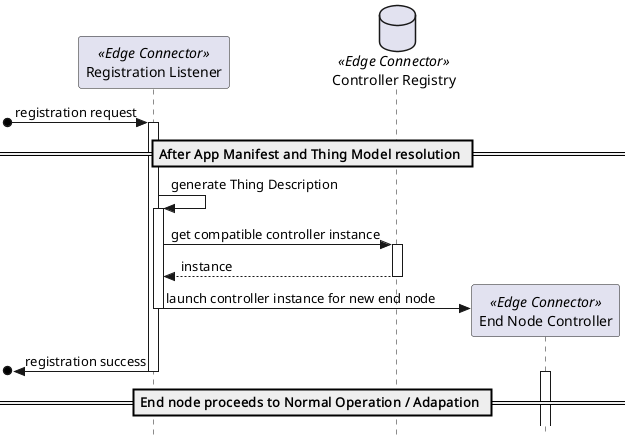 «Edge Connector»
Registration Listener
«Edge Connector»
Controller Registry
registration request
After App Manifest and Thing Model resolution
generate Thing Description
get compatible controller instance
instance
launch controller instance for new end node
«Edge Connector»
End Node Controller
registration success
End node proceeds to Normal Operation / Adapation